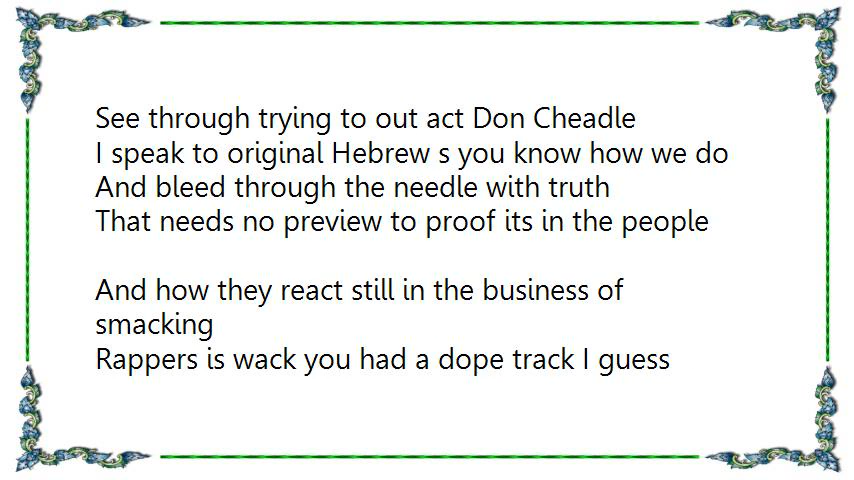 See through trying to out act Don Cheadle
I speak to original Hebrew s you know how we do
And bleed through the needle with truth
That needs no preview to proof its in the people
And how they react still in the business of
smacking
Rappers is wack you had a dope track I guess